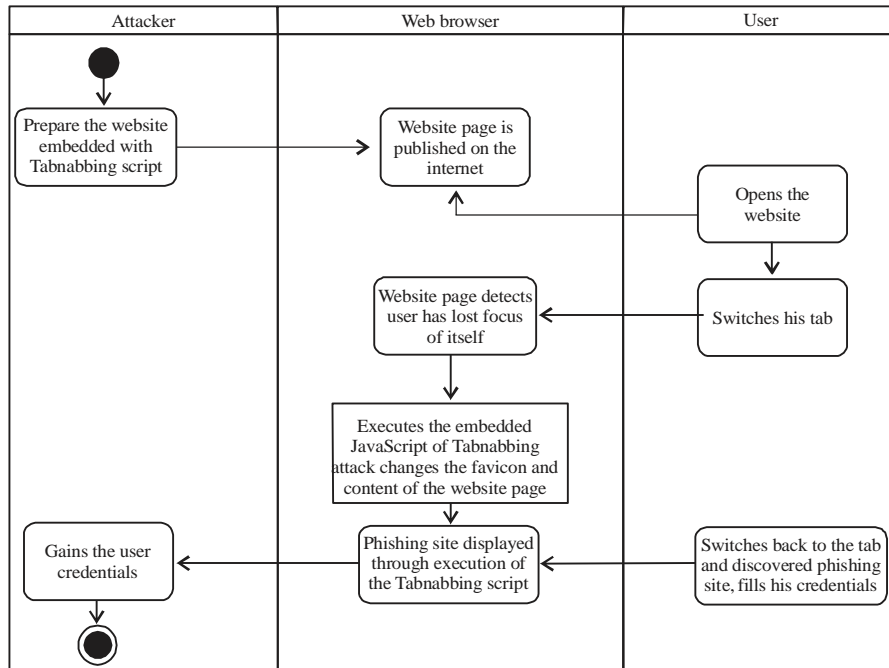 Attacker
Web browser
User
Prepare the website
embedded with
Tabnabbing script
Website page is
published on the
internet
Opens the
website
Website page detects
user has lost focus
of itself
Switches his tab
Executes the embedded
JavaScript of Tabnabbing
attack changes the favicon and
content of the website page
Gains the user
credentials
Phishing site displayed
through execution of
the Tabnabbing script
Switches back to the tab
and discovered phishing
site, fills his credentials